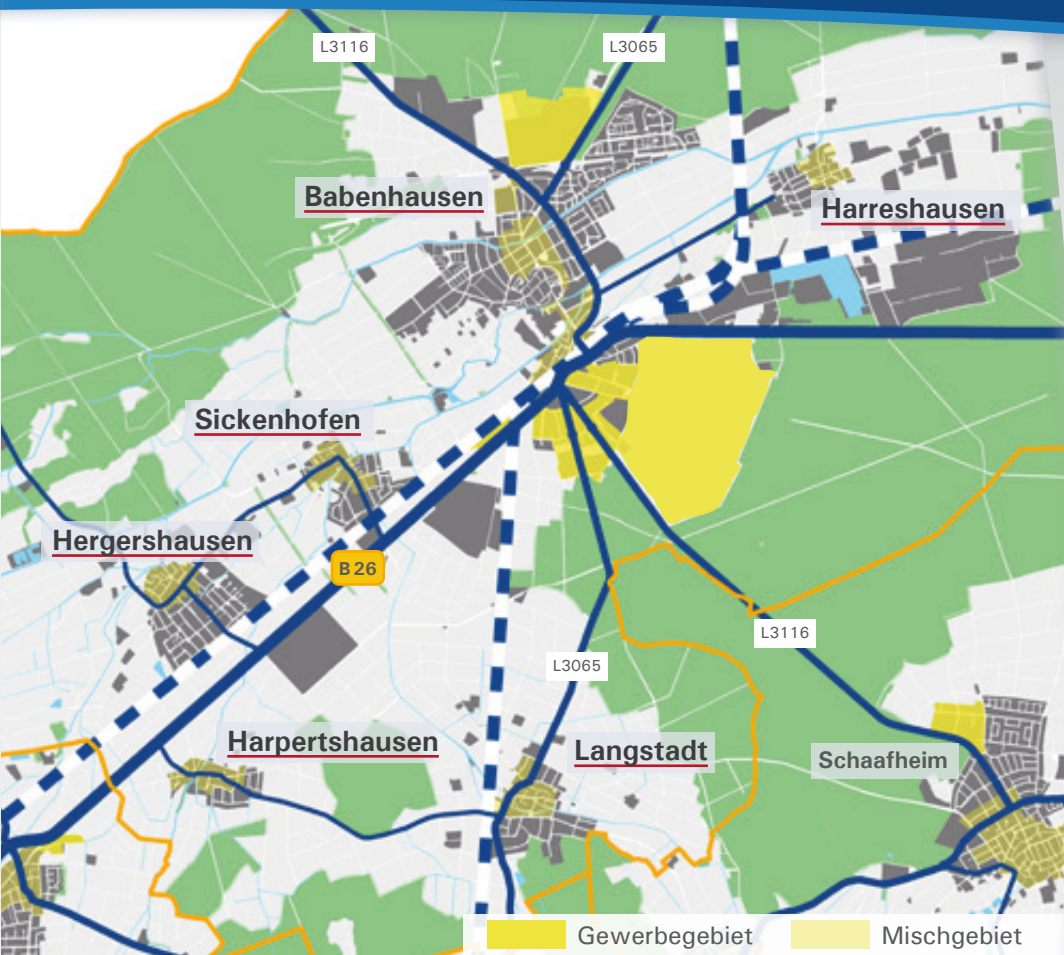 L3116
L3065
Babenhausen
Harreshausen
Sickenhofen
Hergershausen
B 26
L3116
L3065
Harpertshausen
Langstadt
Schaafheim
Gewerbegebiet
Mischgebiet